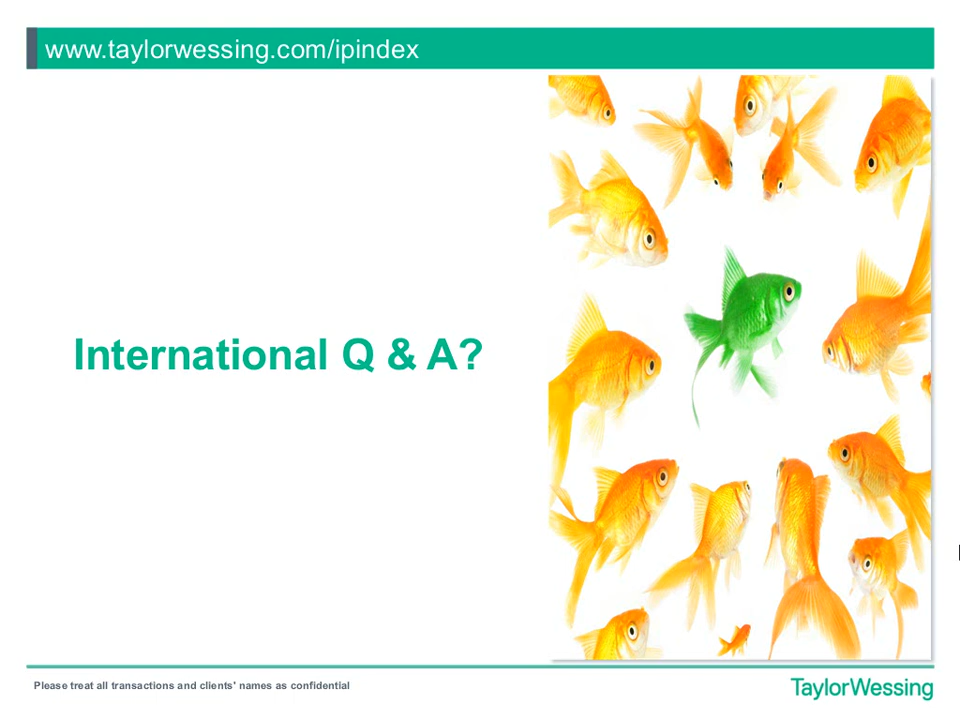 www.taylorwessing.com/ipindex
International Q & A?
Please treat all transactions and clients' names as confidential
TaylorWessing